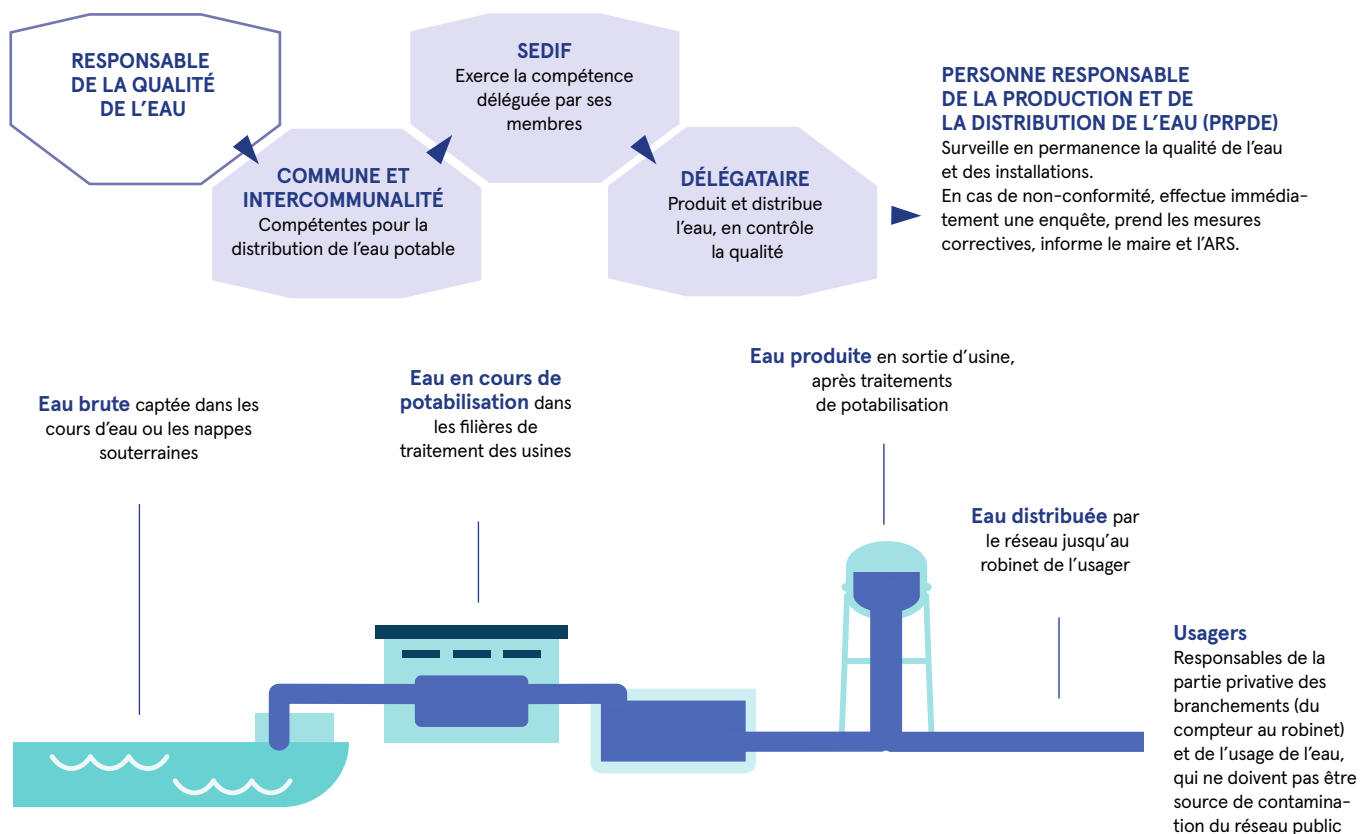 RESPONSABLE
DE LA QUALITÉ
DE L'EAU
COMMUNE ET
INTERCOMMUNALITÉ
Compétentes pour la
distribution de l'eau potable
SEDIF
Exerce la compétence
déléguée par ses
membres
DÉLÉGATAIRE
Produit et distribue
l'eau, en contrôle
la qualité
PERSONNE RESPONSABLE
DE LA PRODUCTION ET DE
LA DISTRIBUTION DE L'EAU (PRPDE)
Surveille en permanence la qualité de l'eau
et des installations.
En cas de non-conformité, effectue immédia-
tement une enquête, prend les mesures
correctives, informe le maire et l'ARS.
Eau brute captée dans les
cours d'eau ou les nappes
souterraines
Eau en cours de
potabilisation dans
les filières de
traitement des usines
Eau produite en sortie d'usine,
après traitements
de potabilisation
Eau distribuée par
le réseau jusqu'au
robinet de l'usager
Usagers
Responsables de la
partie privative des
branchements (du
compteur au robinet)
et de l'usage de l'eau,
qui ne doivent pas être
source de contamina-
tion du réseau public